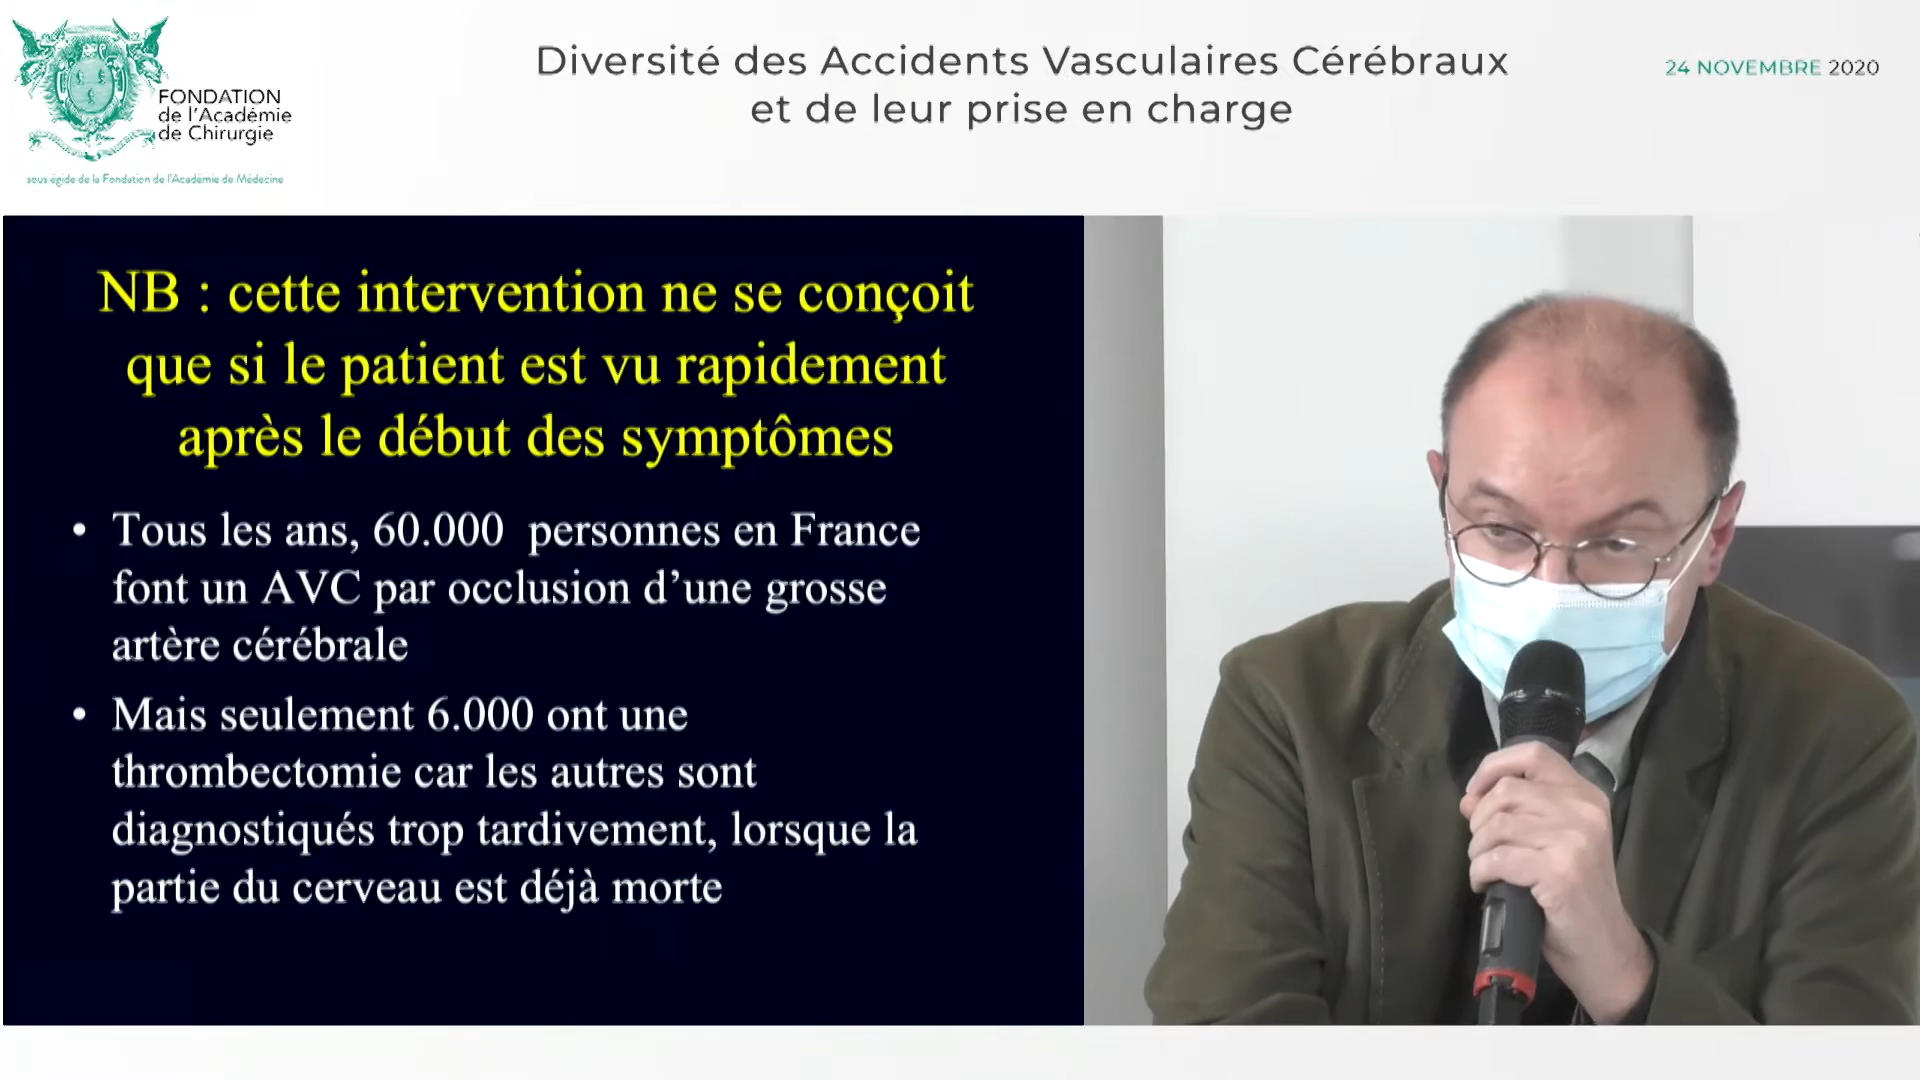 FONDATION
de l'Académie
de Chirurgie
sous égide de la Fondation de l'Académie de Médecine
Diversité des Accidents Vasculaires Cérébraux
et de leur prise en charge
24 NOVEMBRE 2020
NB : cette intervention ne se conçoit
que si le patient est vu rapidement
après le début des symptômes
• Tous les ans, 60.000 personnes en France
font un AVC par occlusion d’une grosse
artère cérébrale
• Mais seulement 6.000 ont une
thrombectomie car les autres sont
diagnostiqués trop tardivement, lorsque la
partie du cerveau est déjà morte